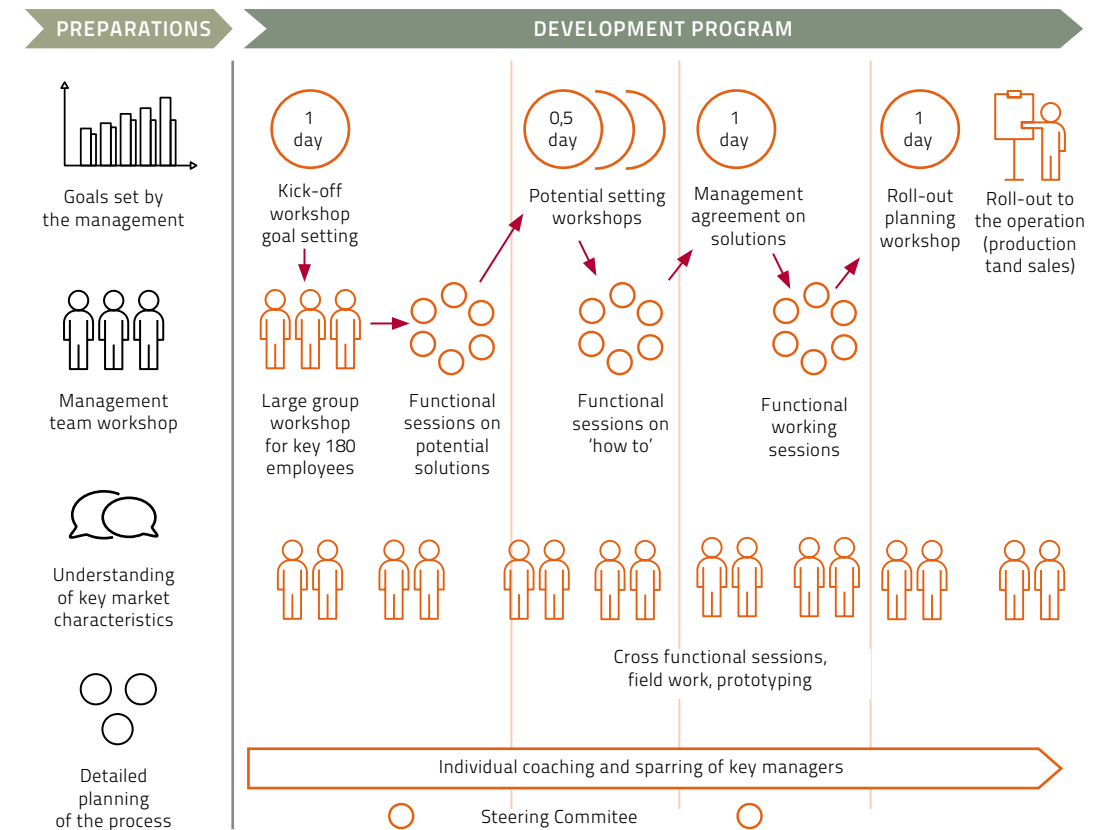 PREPARATIONS
DEVELOPMENT PROGRAM
Goals set by
the management
Management
team workshop
Understanding
of key market
characteristics
Detailed
planning
of the process
1
day
Kick-off
workshop
goal setting
Large group
workshop
for key 180
employees
Functional
sessions on
potential
solutions
0,5
day
Potential setting
workshops
Functional
sessions on
‘how to’
1
day
Management
agreement on
solutions
Functional
working
sessions
1
day
Roll-out
planning
workshop
Roll-out to
the operation
(production
tand sales)
Cross functional sessions,
field work, prototyping
Individual coaching and sparring of key managers
Steering Commitee